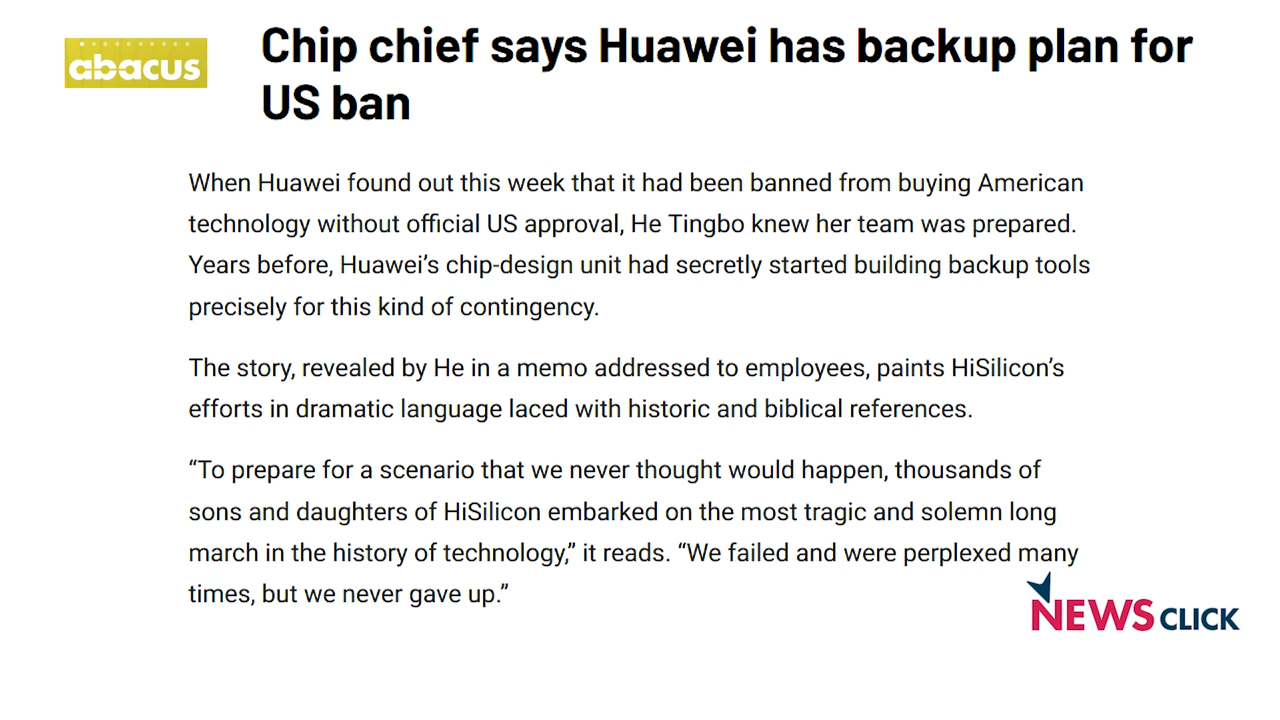 abacus
Chip chief says Huawei has backup plan for
US ban
When Huawei found out this week that it had been banned from buying American
technology without official US approval, He Tingbo knew her team was prepared.
Years before, Huawei’s chip-design unit had secretly started building backup tools
precisely for this kind of contingency.
The story, revealed by He in a memo addressed to employees, paints HiSilicon’s
efforts in dramatic language laced with historic and biblical references.
“To prepare for a scenario that we never thought would happen, thousands of
sons and daughters of HiSilicon embarked on the most tragic and solemn long
march in the history of technology,” it reads. “We failed and were perplexed many
times, but we never gave up.”
NEWSCLICK